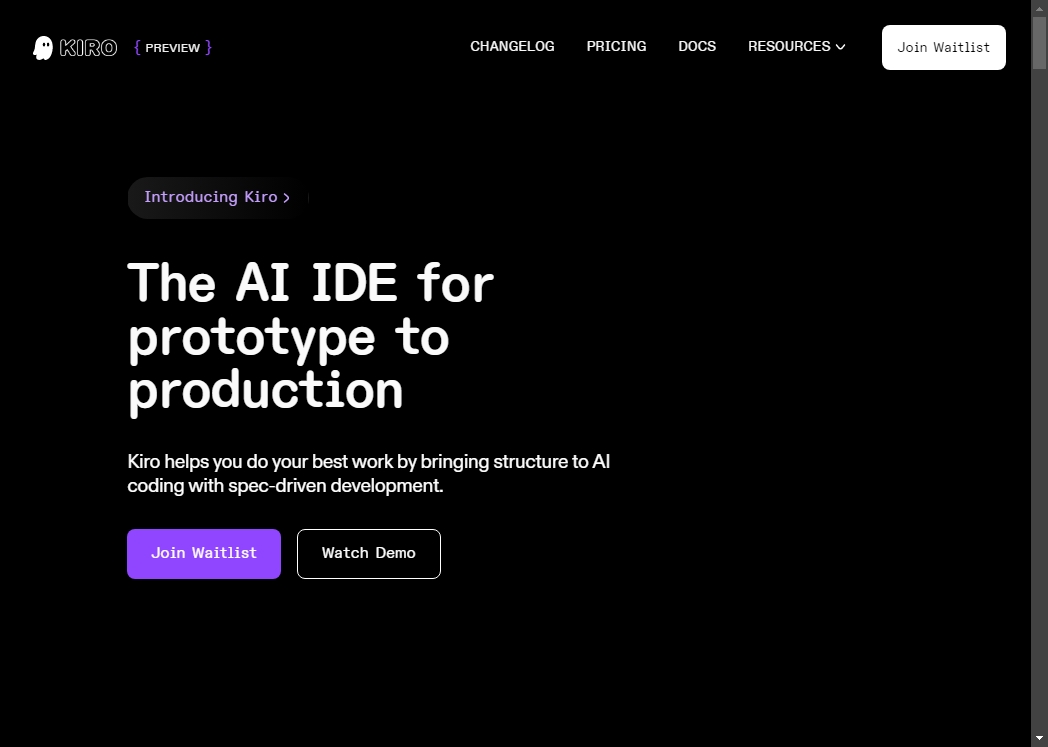 KIRO { PREVIEW }
CHANGELOG PRICING DOCS RESOURCES Join Waitlist
Introducing Kiro >
The AI IDE for
prototype to
production
Kiro helps you do your best work by bringing structure to AI
coding with spec-driven development.
Join Waitlist Watch Demo